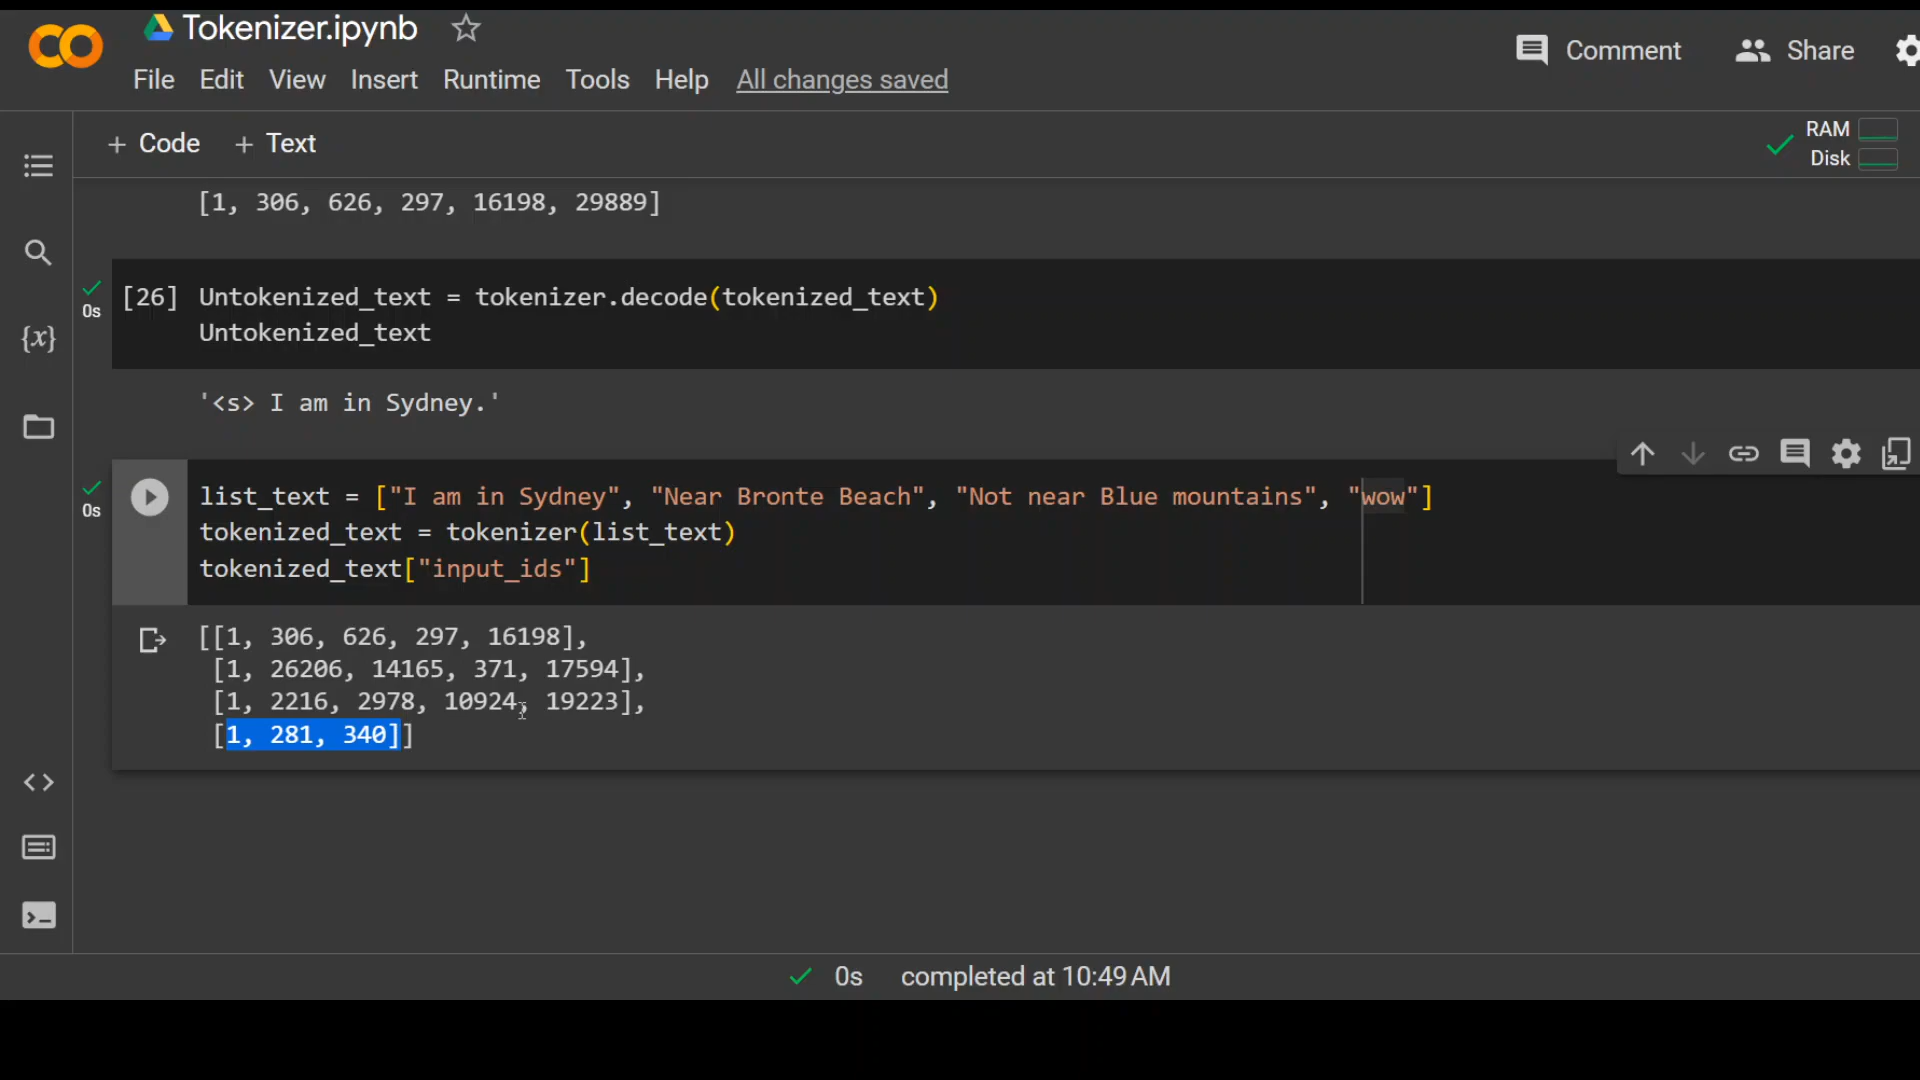 Tokenizer.ipynb
File Edit View Insert Runtime Tools Help All changes saved
Comment Share
+ Code + Text
RAM
Disk
[1, 306, 626, 297, 16198, 29889]
[26] Untokenized_text = tokenizer.decode(tokenized_text)
0s
Untokenized_text
{x}
'<s> I am in Sydney.'
list_text = ["I am in Sydney", "Near Bronte Beach", "Not near Blue mountains", "wow"]
0s
tokenized_text = tokenizer(list_text)
tokenized_text["input_ids"]
[[1, 306, 626, 297, 16198],
[1, 26206, 14165, 371, 17594],
[1, 2216, 2978, 10924, 19223],
[1, 281, 340]]
0s completed at 10:49 AM